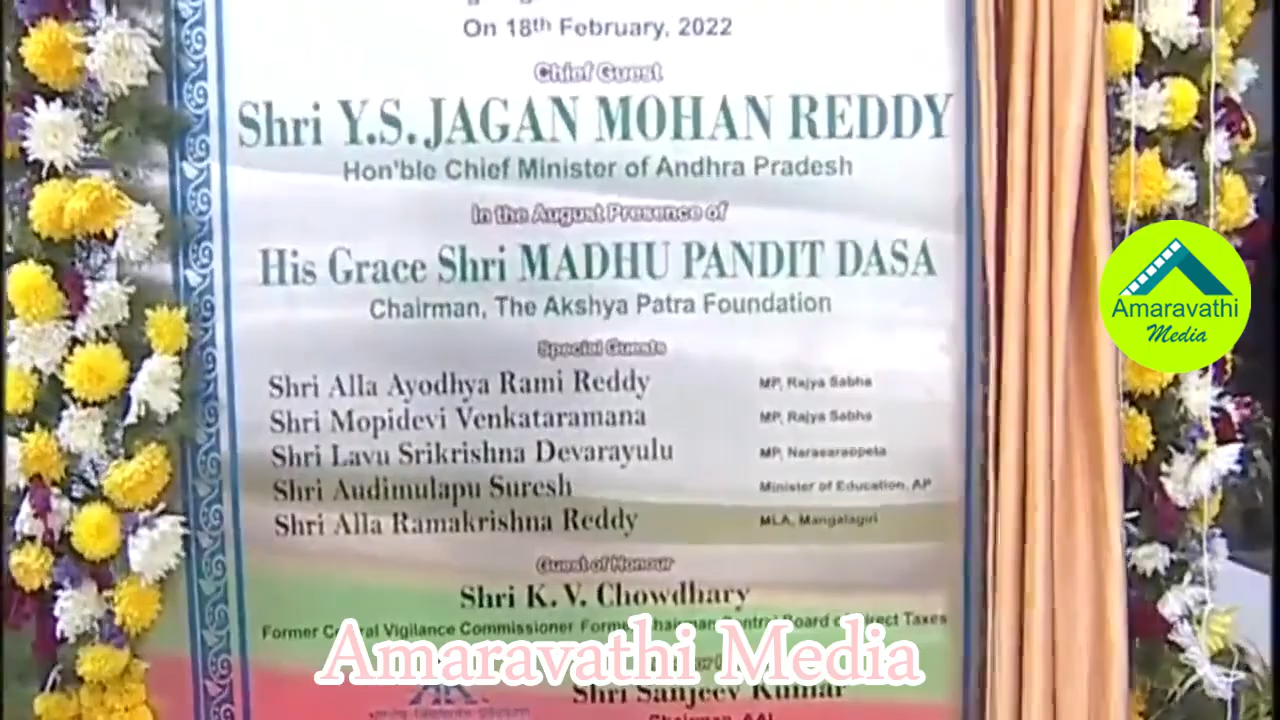 On 18th February, 2022
Chief Guest
Shri Y.S. JAGAN MOHAN REDDY
Hon'ble Chief Minister of Andhra Pradesh
In the August Presence of
His Grace Shri MADHU PANDIT DASA
Chairman, The Akshya Patra Foundation
Special Guests
Shri Alla Ayodhya Rami Reddy MP, Rajya Sabha
Shri Mopidevi Venkataramana MP, Rajya Sabha
Shri Lavu Srikrishna Devarayulu MP, Narasaraopeta
Shri Audimulapu Suresh Minister of Education, AP
Shri Alla Ramakrishna Reddy MLA, Mangalagiri
Guest of Honour
Shri K. V. Chowdhary
Former Vigilance Commissioner Board Taxes
Shri Sanjeev Kumar
Chairman, AAI
Amaravathi Media
Amaravathi
Media